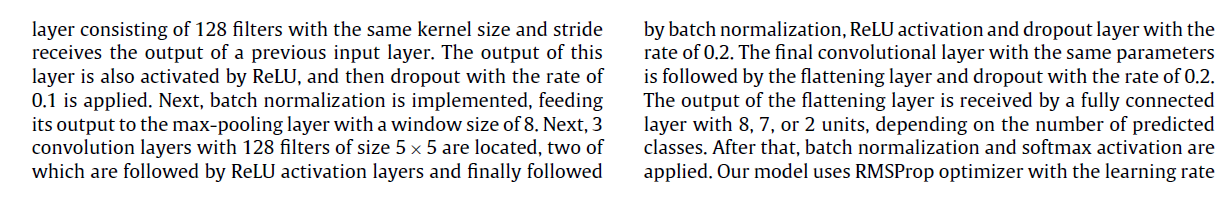 layer consisting of 128 filters with the same kernel size and stride
receives the output of a previous input layer. The output of this
layer is also activated by ReLU, and then dropout with the rate of
0.1 is applied. Next, batch normalization is implemented, feeding
its output to the max-pooling layer with a window size of 8. Next, 3
convolution layers with 128 filters of size 5 × 5 are located, two of
which are followed by ReLU activation layers and finally followed
by batch normalization, ReLU activation and dropout layer with the
rate of 0.2. The final convolutional layer with the same parameters
is followed by the flattening layer and dropout with the rate of 0.2.
The output of the flattening layer is received by a fully connected
layer with 8, 7, or 2 units, depending on the number of predicted
classes. After that, batch normalization and softmax activation are
applied. Our model uses RMSProp optimizer with the learning rate